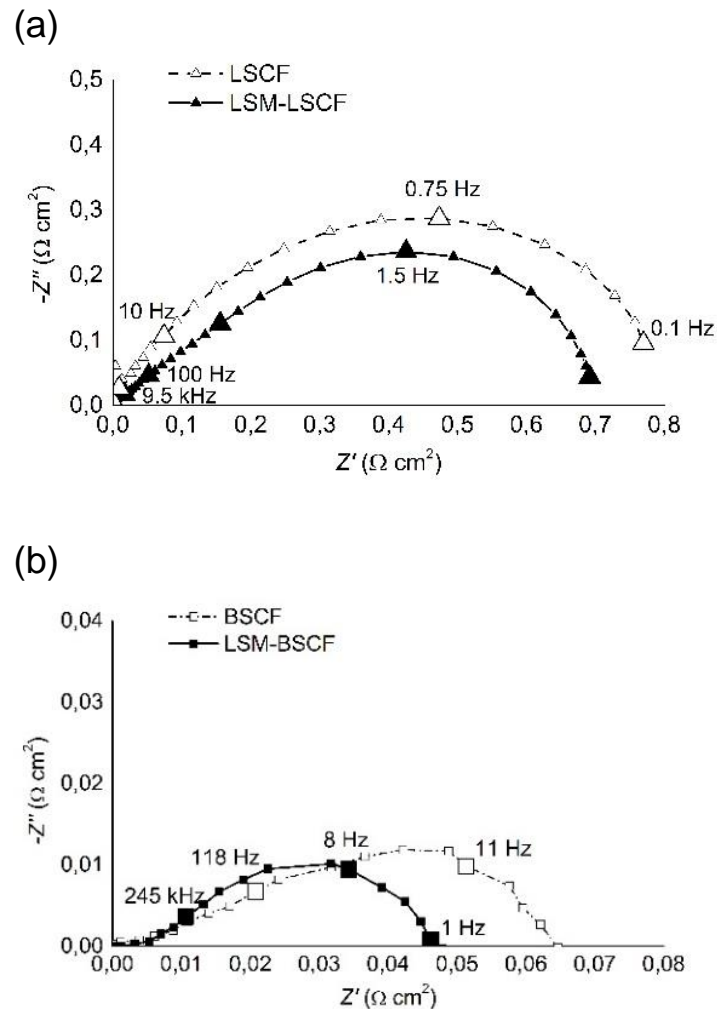 (a)
LSCF
LSM-LSCF
0,5
0,4
0,3
0,2
0,1
0,0
-Z″ (Ω cm²)
0.75 Hz
1.5 Hz
10 Hz
100 Hz
9.5 kHz
0.1 Hz
0,0 0,1 0,2 0,3 0,4 0,5 0,6 0,7 0,8
Z′ (Ω cm²)
(b)
BSCF
LSM-BSCF
0,04
0,03
0,02
0,01
0,00
-Z″ (Ω cm²)
118 Hz
8 Hz
11 Hz
245 kHz
1 Hz
0,00 0,01 0,02 0,03 0,04 0,05 0,06 0,07 0,08
Z′ (Ω cm²)